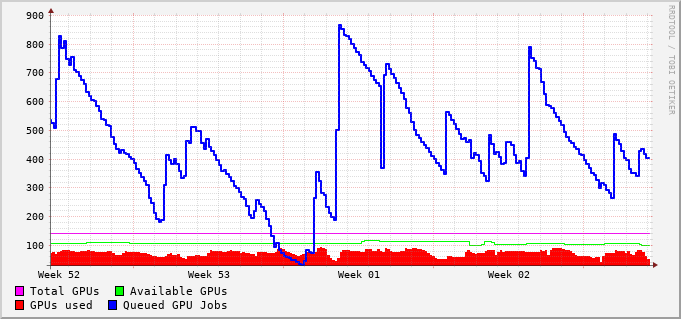 900
800
700
600
500
400
300
200
100
Week 52 Week 53 Week 01 Week 02
Total GPUs Available GPUs
GPUs used Queued GPU Jobs
RRDTOOL / TOBI OETIKER